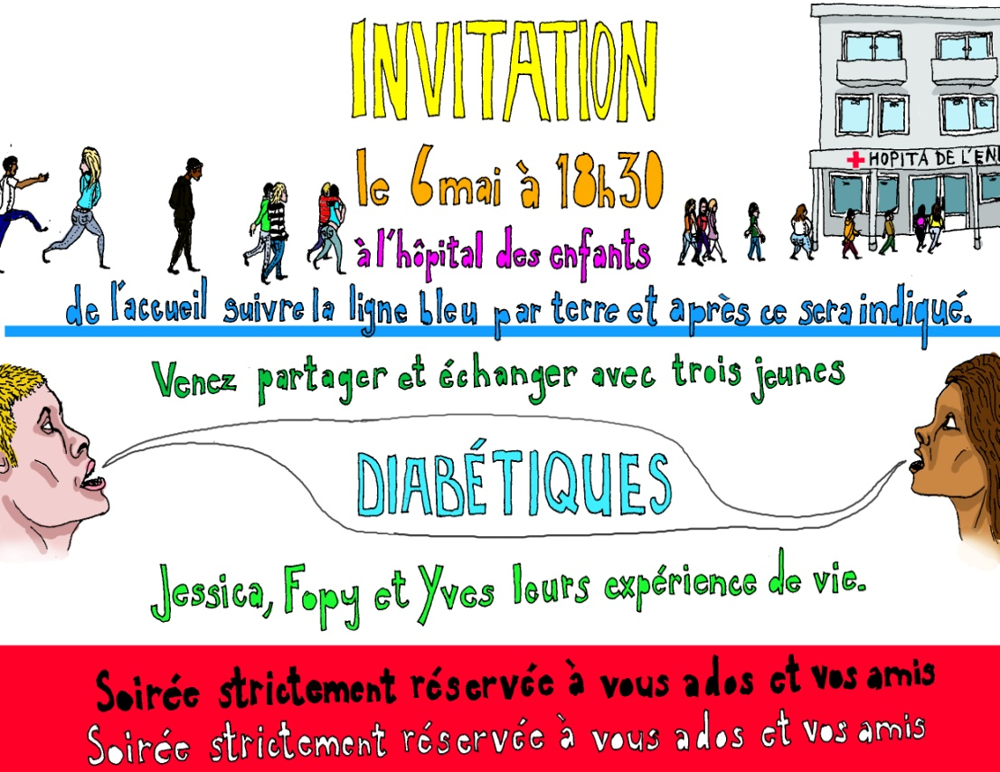 INVITATION
le 6 mai à 18h30
+ HOPITA DE L'EN
à l'hôpital des enfants
de l'accueil suivre la ligne bleu par terre et après ce sera indiqué.
Venez partager et échanger avec trois jeunes
DIABÉTIQUES
Jessica, Fopy et Yves leurs expérience de vie.
Soirée strictement réservée à vous ados et vos amis
Soirée strictement réservée à vous ados et vos amis